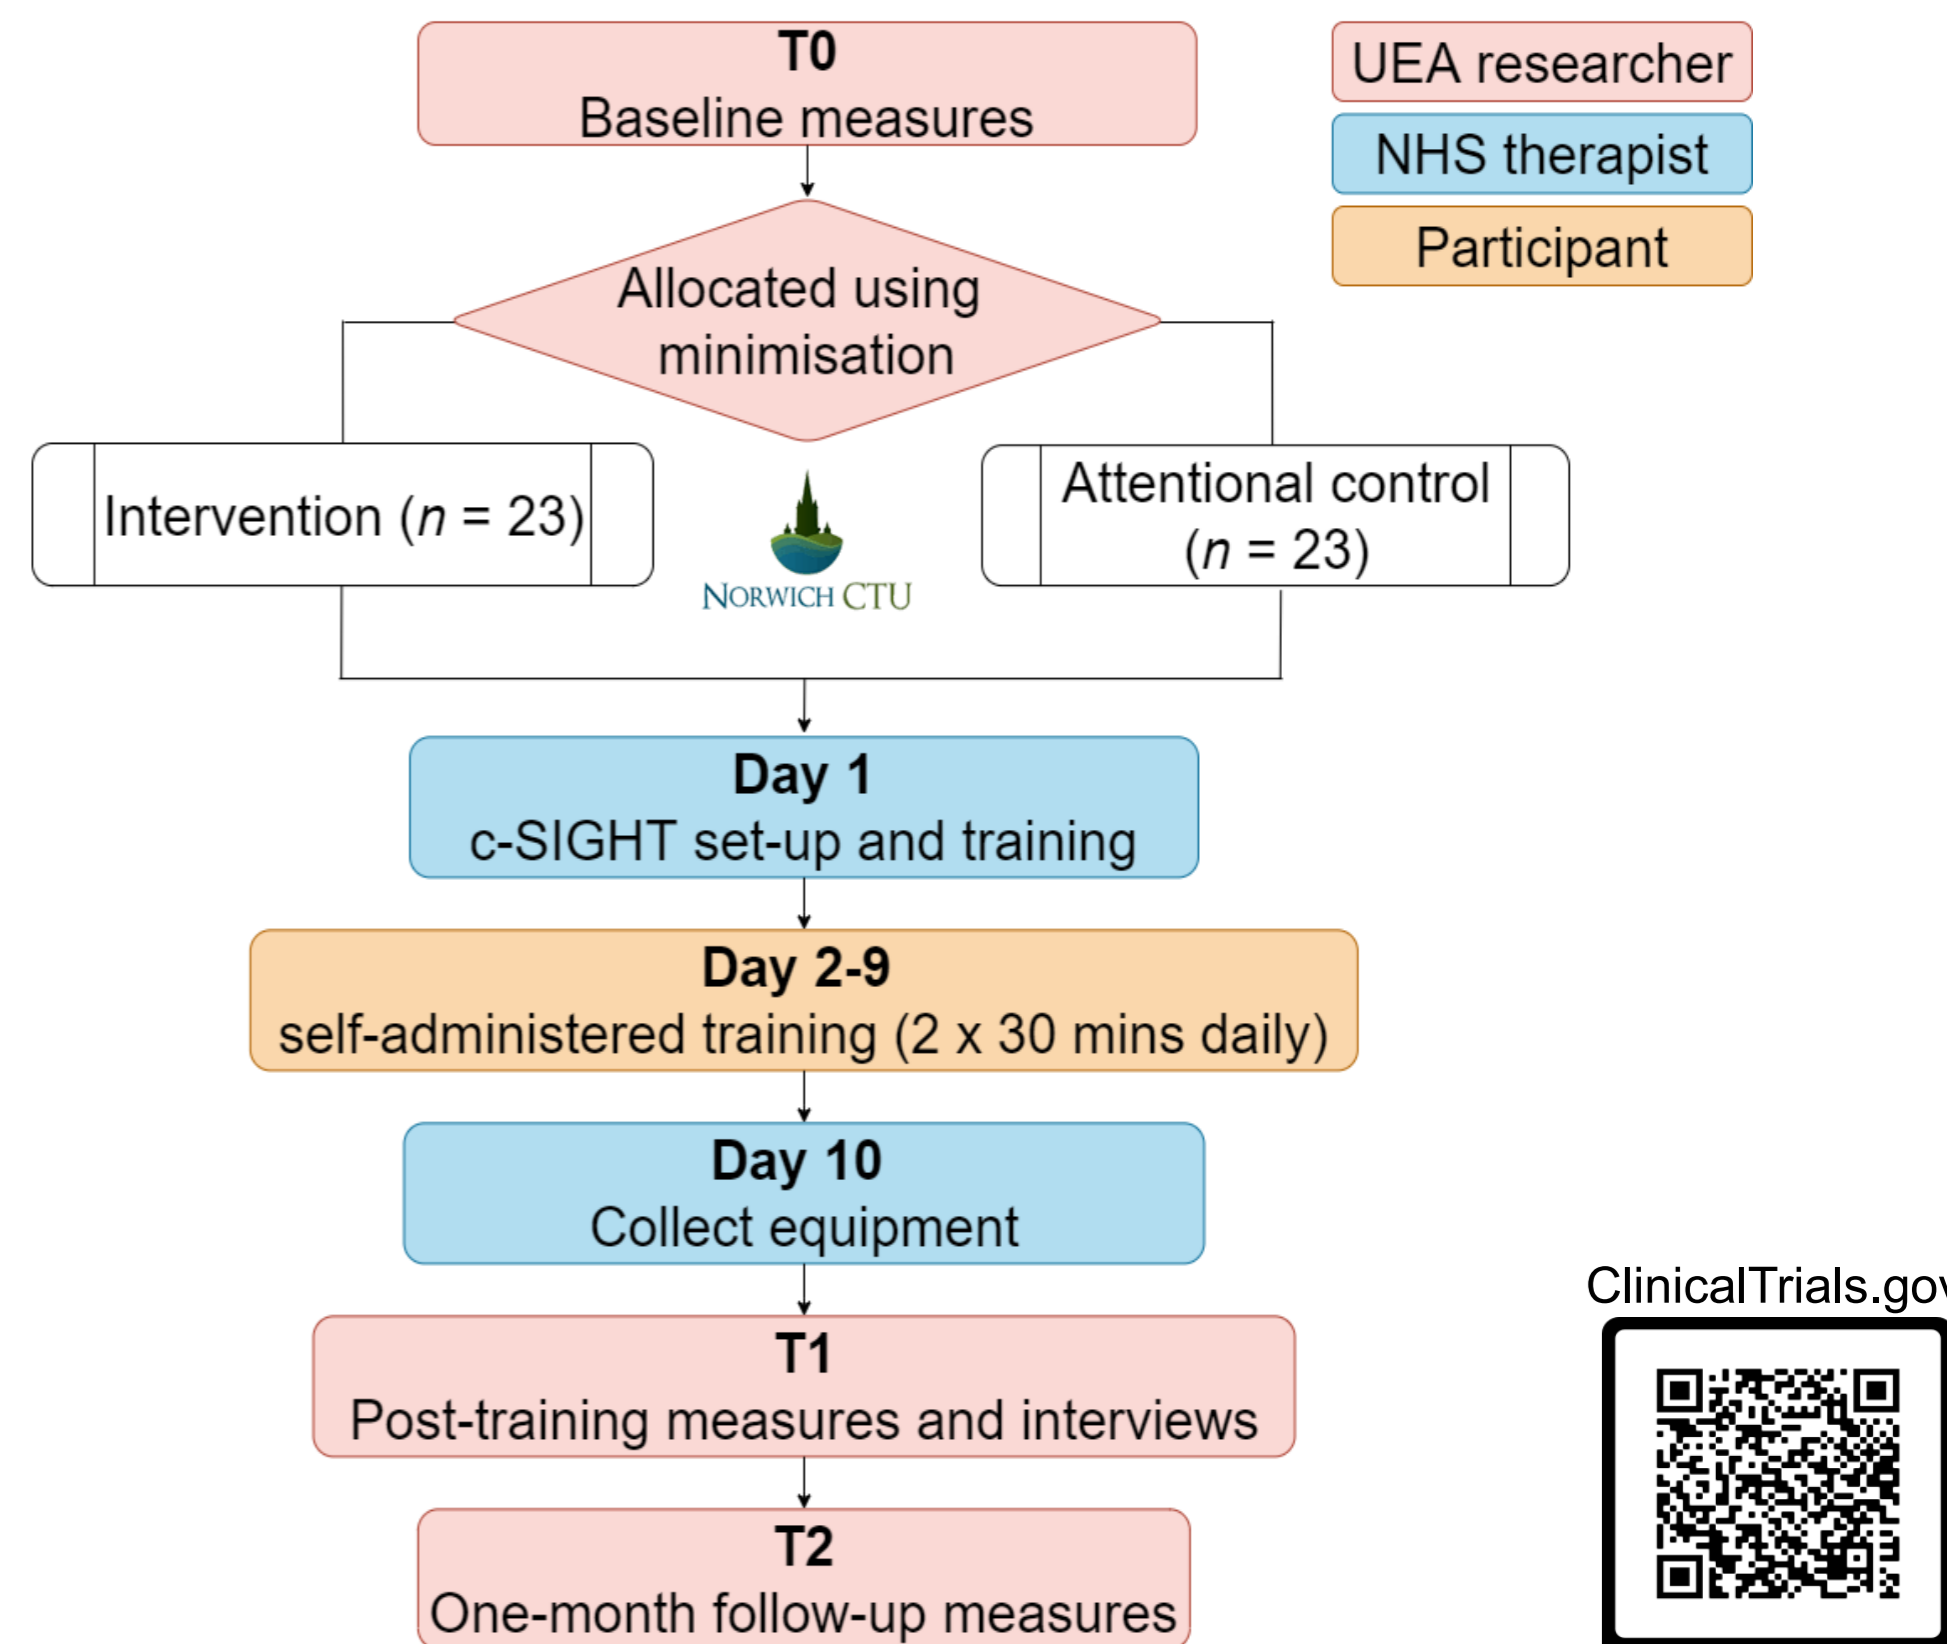 T0
Baseline measures
UEA researcher
NHS therapist
Participant
Allocated using
minimisation
Intervention (n = 23)
Attentional control
(n = 23)
NORWICH CTU
Day 1
c-SIGHT set-up and training
Day 2-9
self-administered training (2 x 30 mins daily)
Day 10
Collect equipment
T1
Post-training measures and interviews
T2
One-month follow-up measures
ClinicalTrials.gov